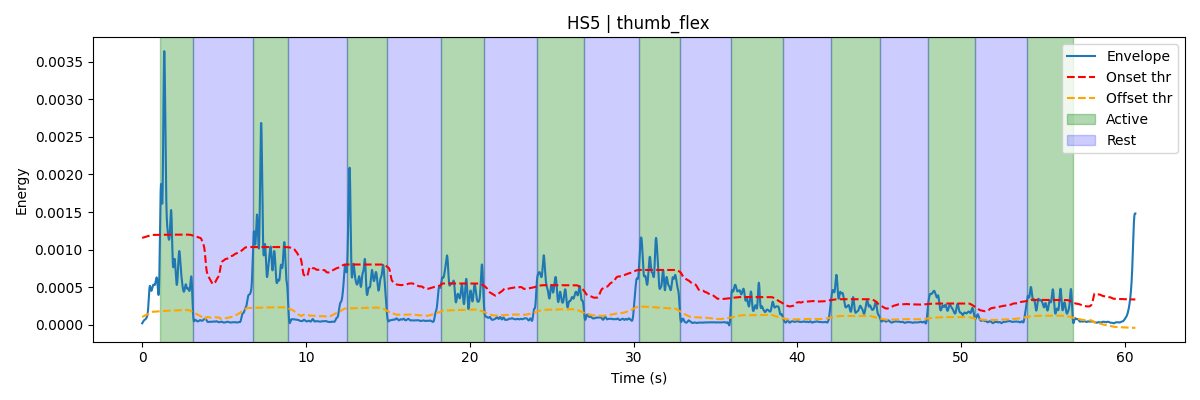 HS5 | thumb_flex
Energy
0.0035
0.0030
0.0025
0.0020
0.0015
0.0010
0.0005
0.0000
Envelope
Onset thr
Offset thr
Active
Rest
0
10
20
30
40
50
60
Time (s)